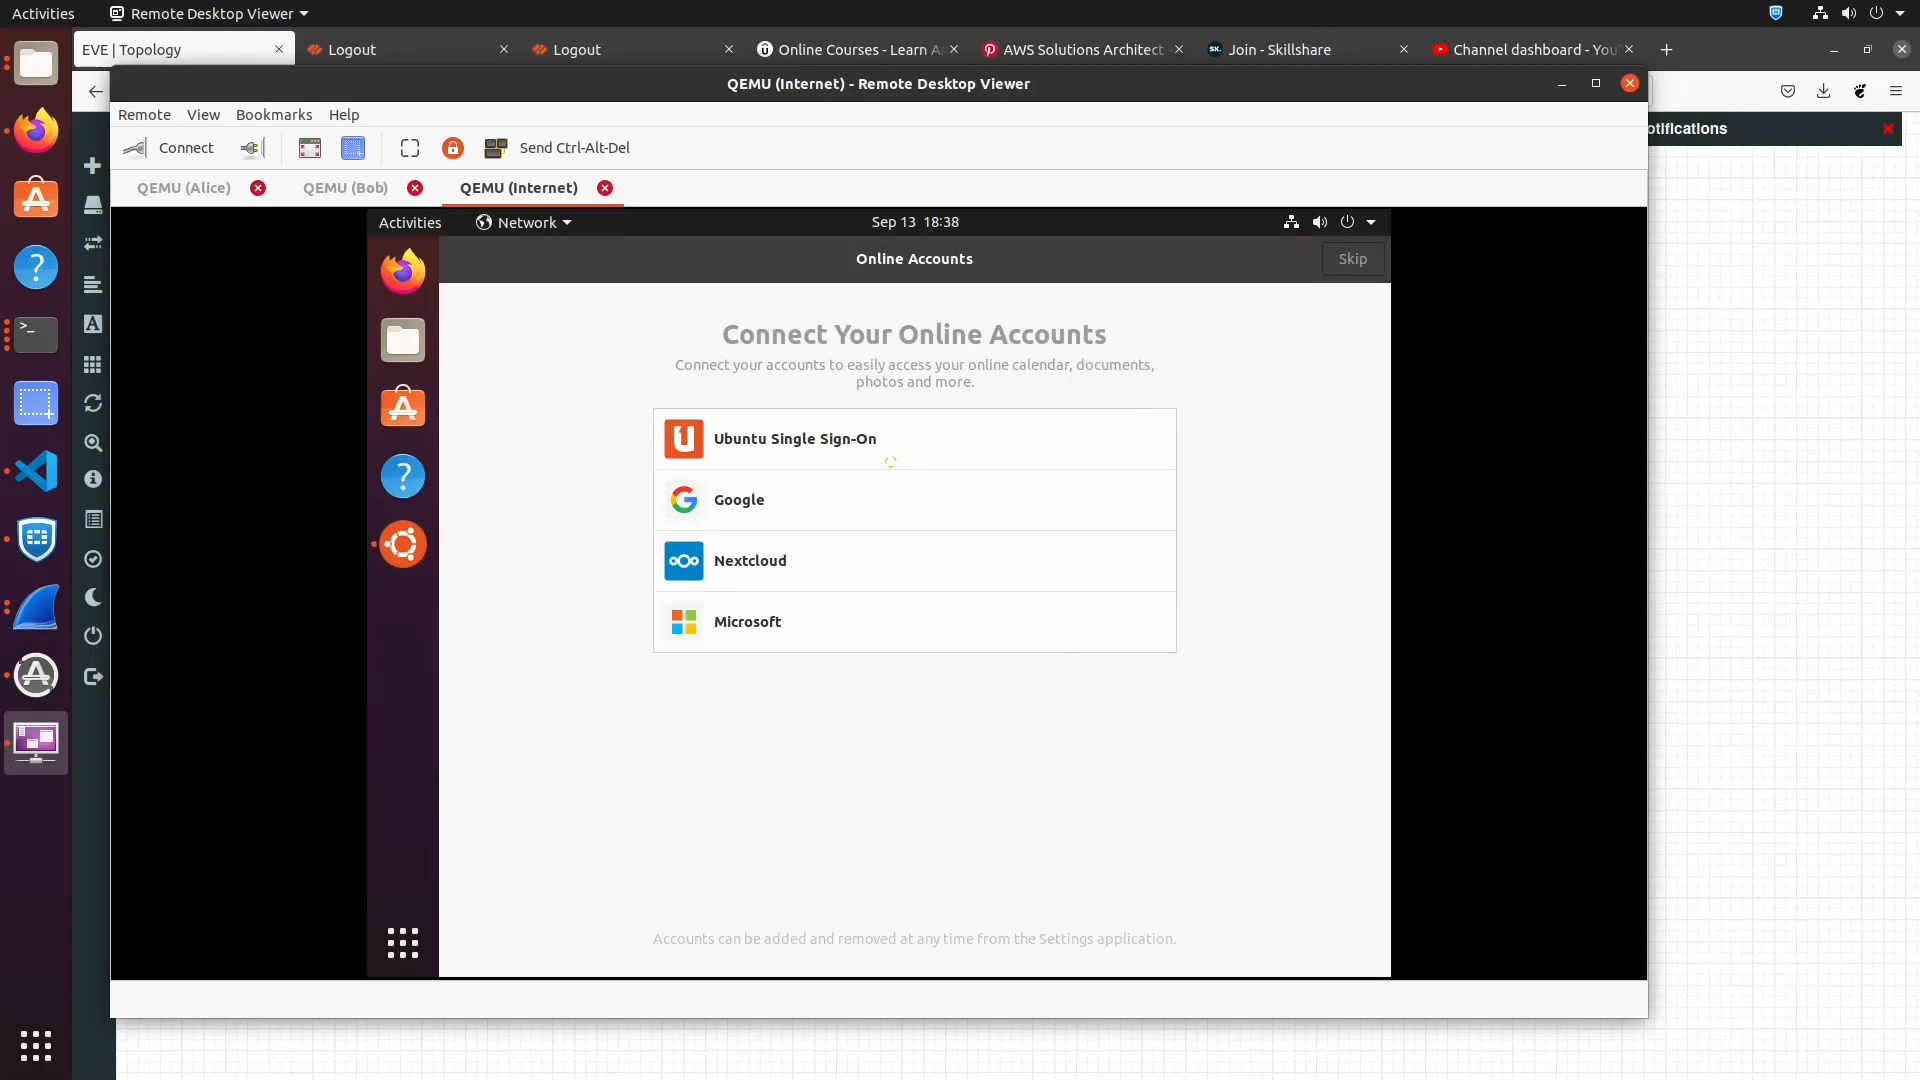 Activities
Remote Desktop Viewer
EVE | Topology
Logout
Logout
Online Courses - Learn A
AWS Solutions Architect -
Join - Skillshare
Channel dashboard - You
QEMU (Internet) - Remote Desktop Viewer
Remote
View
Bookmarks
Help
otifications
Connect
Send Ctrl-Alt-Del
QEMU (Alice)
QEMU (Bob)
QEMU (Internet)
Activities
Network
Sep 13 18:38
Online Accounts
Skip
Connect Your Online Accounts
Connect your accounts to easily access your online calendar, documents,
photos and more.
Ubuntu Single Sign-On
Google
Nextcloud
Microsoft
Accounts can be added and removed at any time from the Settings application.